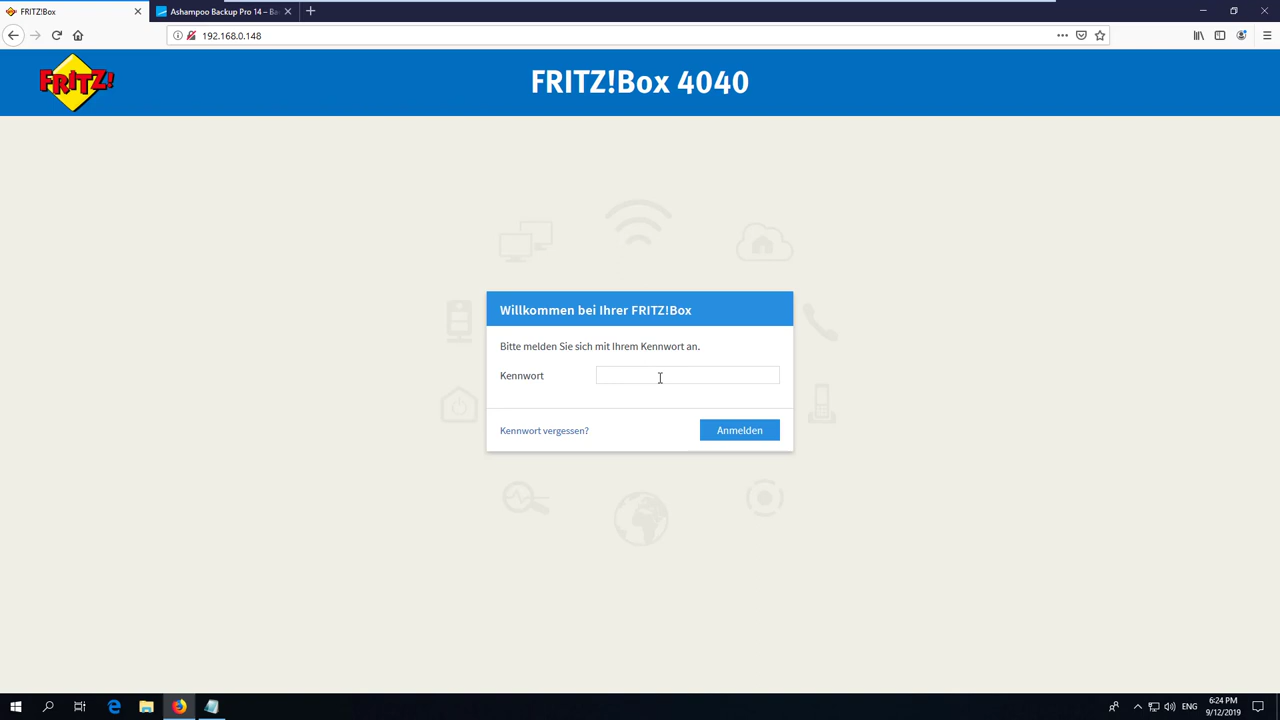 FRITZ!Box
Ashampoo Backup Pro 14 – Ba
192.168.0.148
FRITZ!
FRITZ!Box 4040
Willkommen bei Ihrer FRITZ!Box
Bitte melden Sie sich mit Ihrem Kennwort an.
Kennwort
Kennwort vergessen?
Anmelden
ENG
6:24 PM
9/12/2019